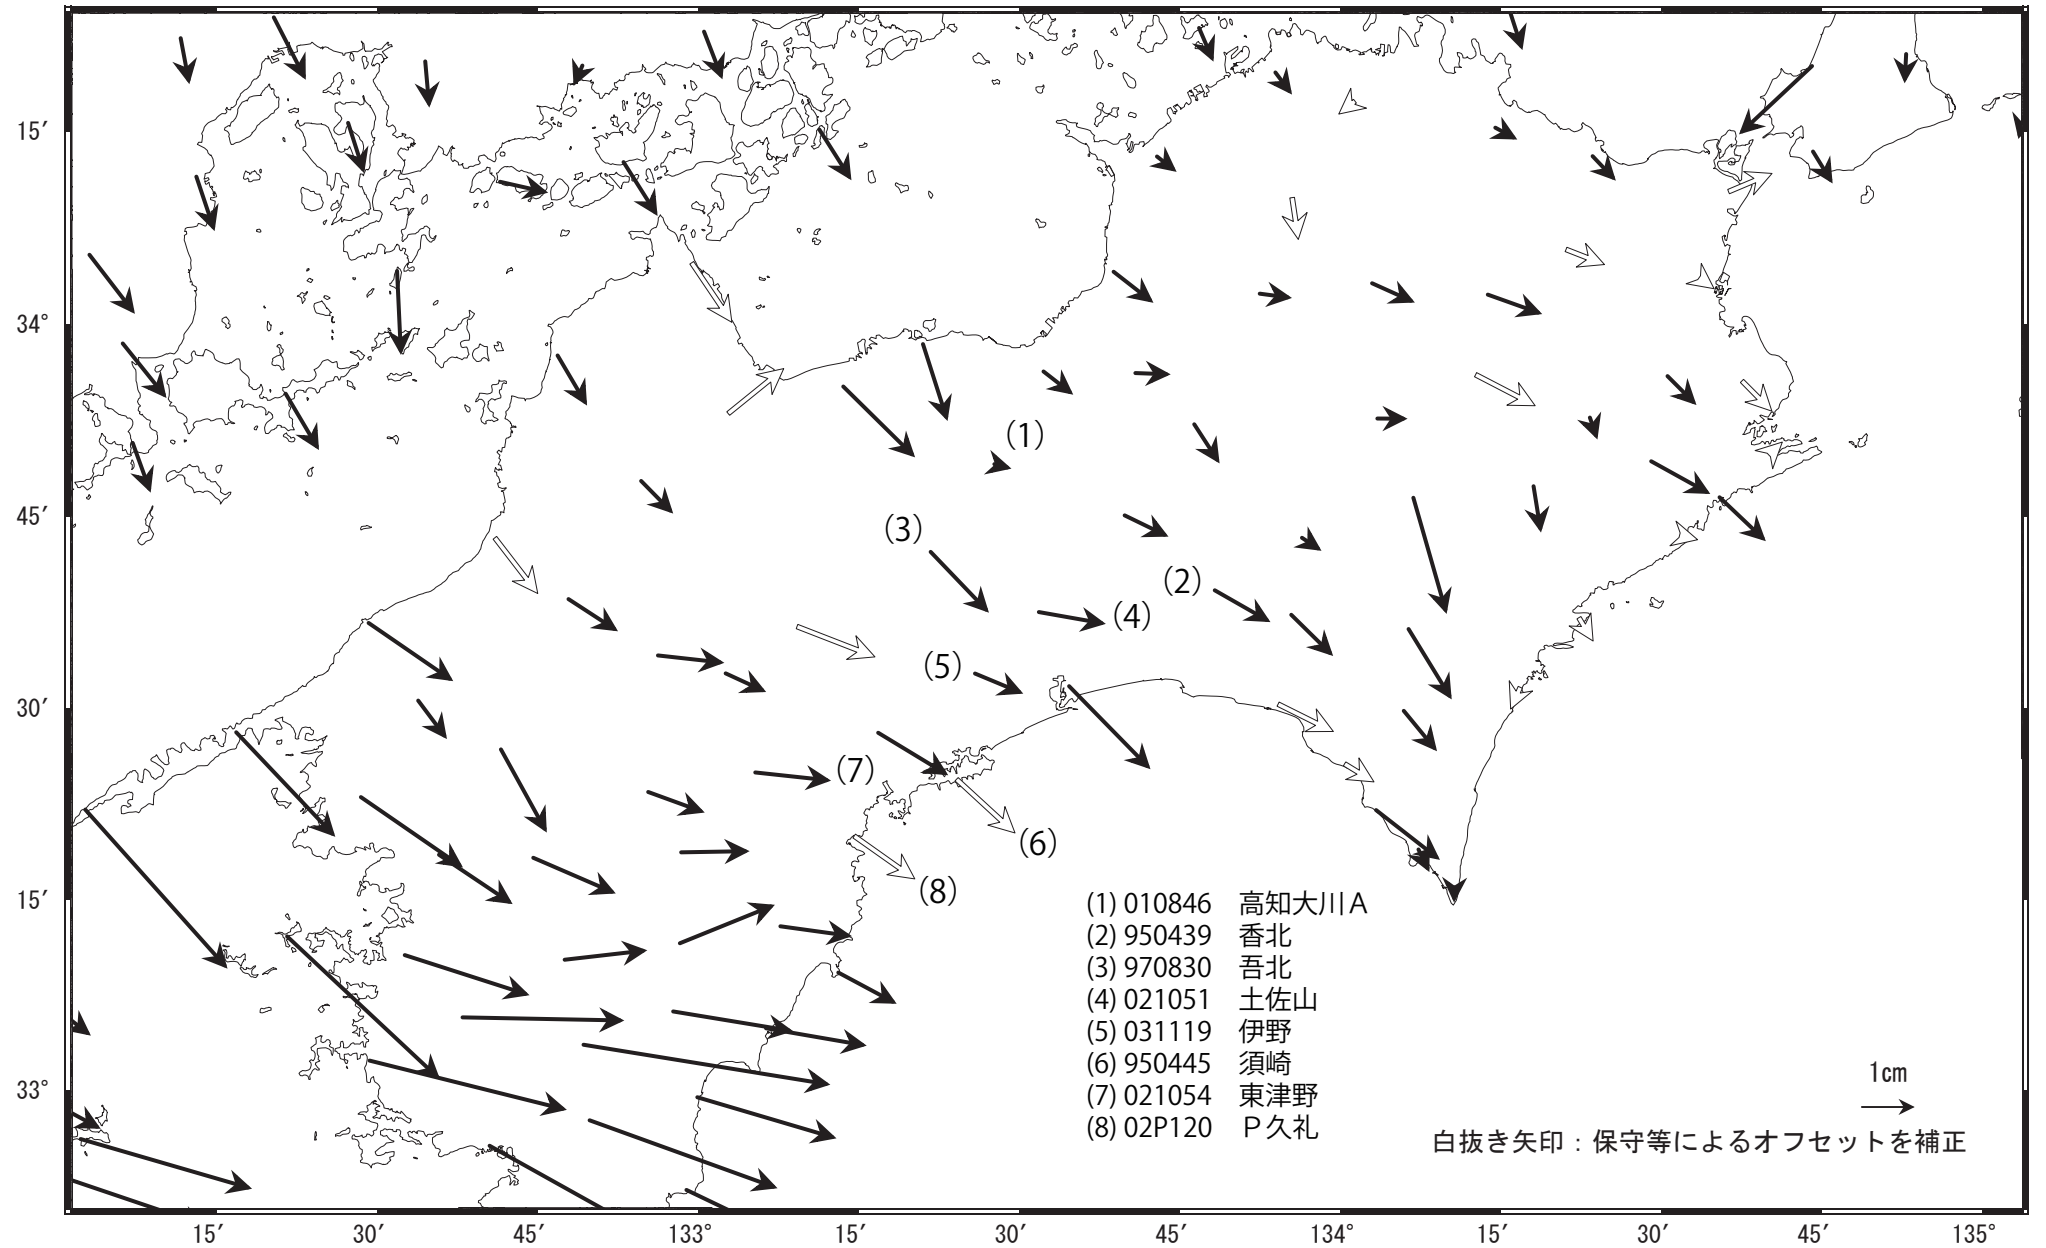 15′
34°
45′
30′
15′
33°
(1)
(3)
(2)
(4)
(5)
(7)
(6)
(8)
(1) 010846 高知大川Ａ
(2) 950439 香北
(3) 970830 吾北
(4) 021051 土佐山
(5) 031119 伊野
(6) 950445 須崎
(7) 021054 東津野
(8) 02P120 Ｐ久礼
1cm
白抜き矢印：保守等によるオフセットを補正
15′ 30′ 45′ 133° 15′ 30′ 45′ 134° 15′ 30′ 45′ 135°